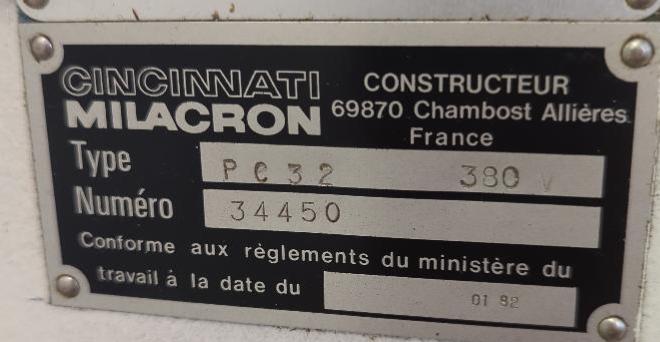 CINCINNATI
MILACRON
CONSTRUCTEUR
69870 Chambost Allières
France
Type PC32 380 V
Numéro 34450
Conforme aux règlements du ministère du
travail à la date du 01 92